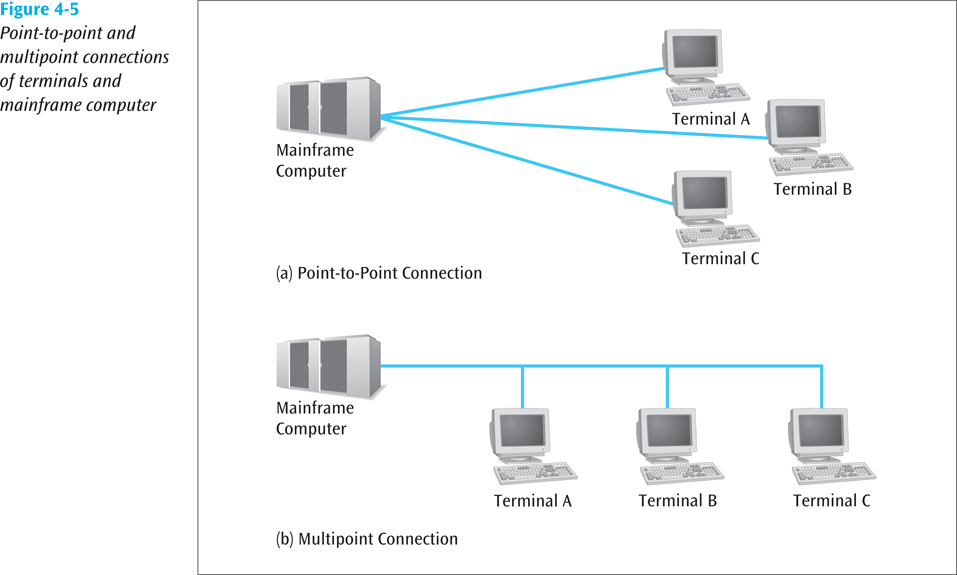 Figure 4-5
Point-to-point and
multipoint connections
of terminals and
mainframe computer
Terminal A
Mainframe
Computer
Terminal B
Terminal C
(a) Point-to-Point Connection
Mainframe
Computer
Terminal A
Terminal B
Terminal C
(b) Multipoint Connection